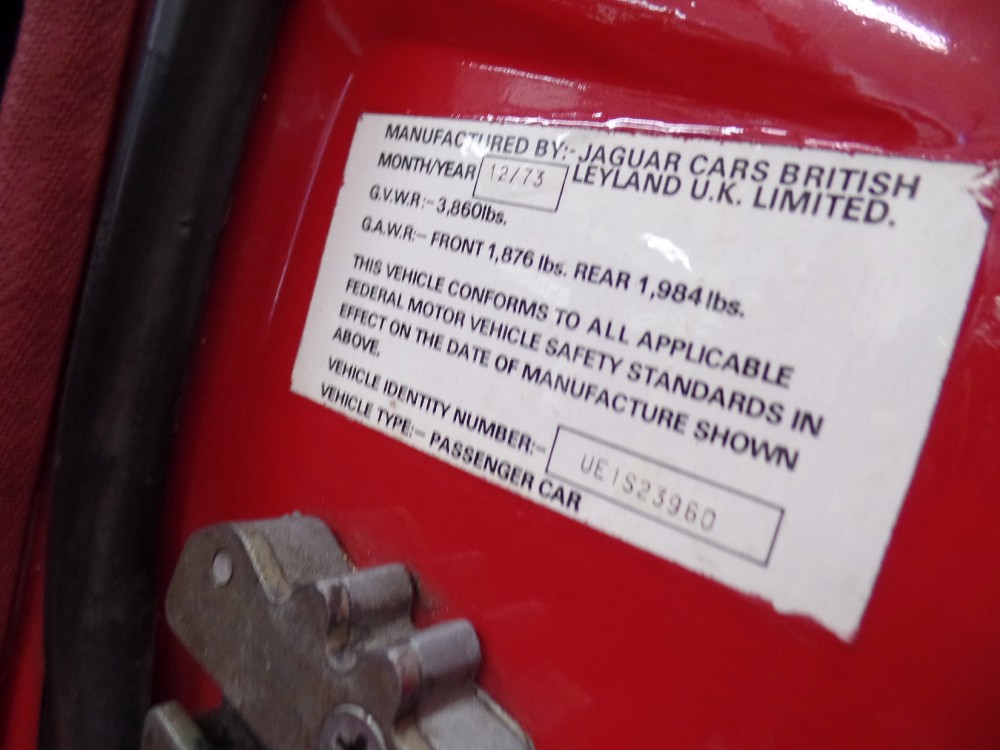 MANUFACTURED BY:- JAGUAR CARS BRITISH
MONTH/YEAR 12/73 LEYLAND U.K. LIMITED.
G.V.W.R:- 3,860lbs.
G.A.W.R:- FRONT 1,876 lbs. REAR 1,984 lbs.
THIS VEHICLE CONFORMS TO ALL APPLICABLE
FEDERAL MOTOR VEHICLE SAFETY STANDARDS IN
EFFECT ON THE DATE OF MANUFACTURE SHOWN
ABOVE.
VEHICLE IDENTITY NUMBER:- UE1S23960
VEHICLE TYPE:- PASSENGER CAR